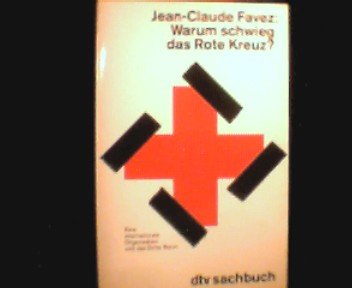 Jean-Claude Favez:
Warum schwieg
das Rote Kreuz?
Eine
internationale
Organisation
und das Dritte Reich
dtv sachbuch